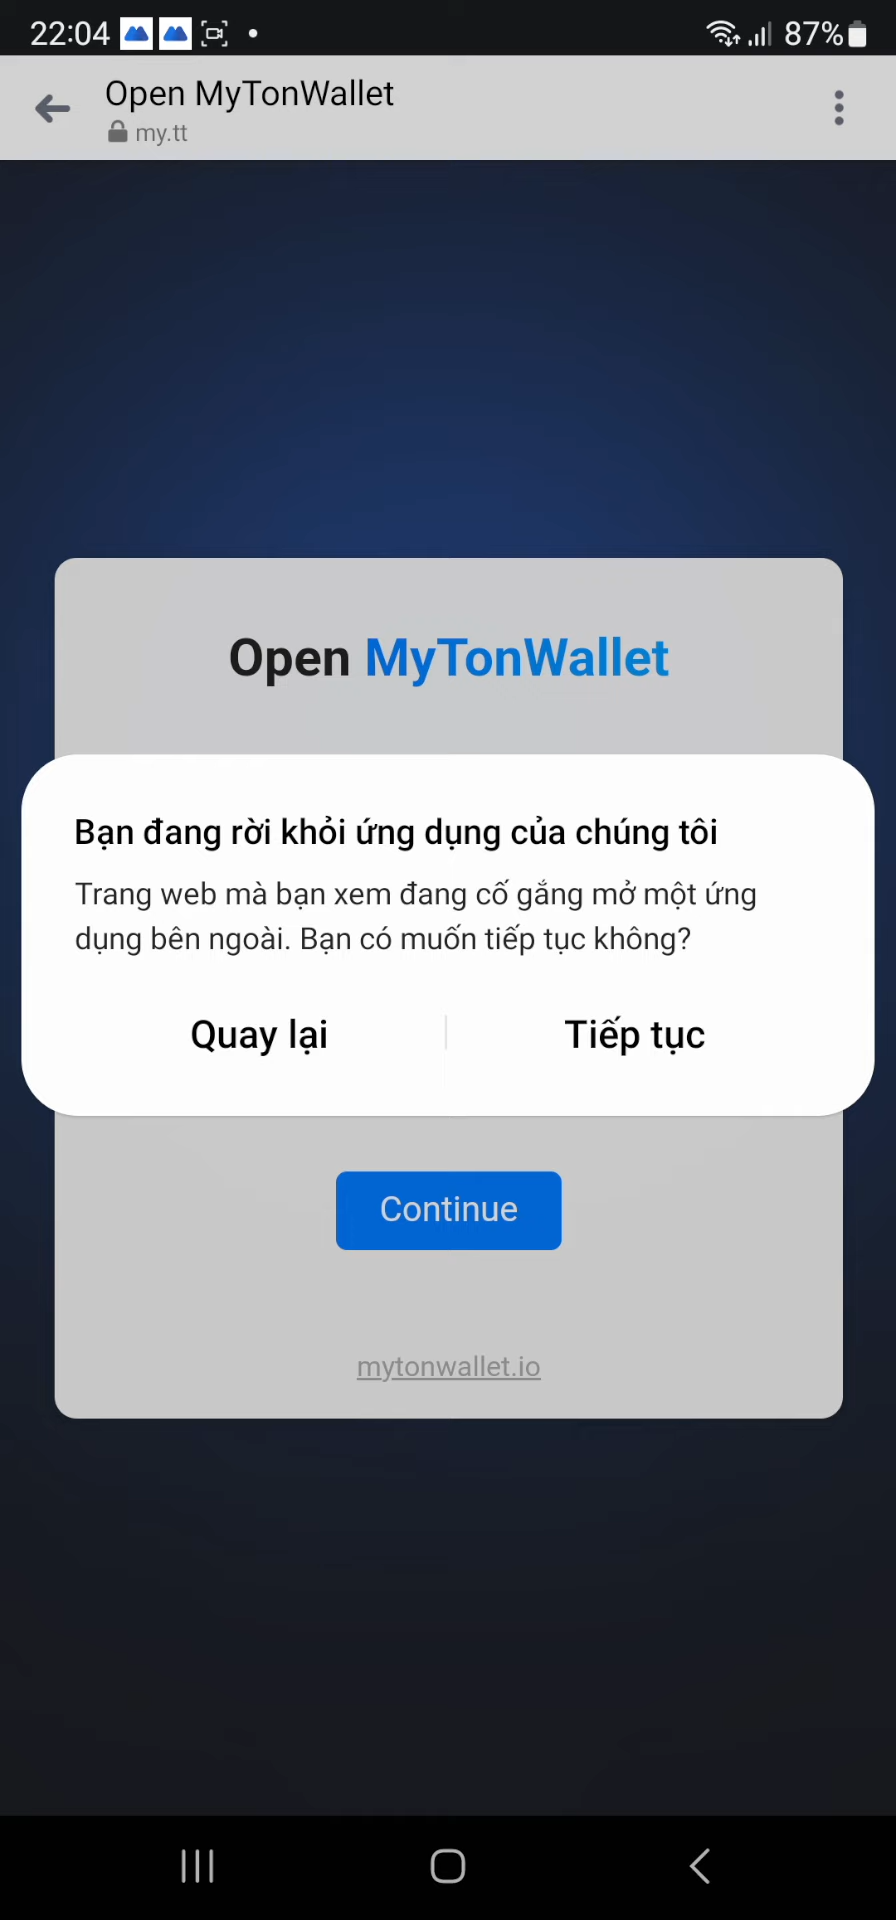 22:04
87%
Open MyTonWallet
my.tt
Open MyTonWallet
Bạn đang rời khỏi ứng dụng của chúng tôi
Trang web mà bạn xem đang cố gắng mở một ứng
dụng bên ngoài. Bạn có muốn tiếp tục không?
Quay lại
Tiếp tục
Continue
mytonwallet.io